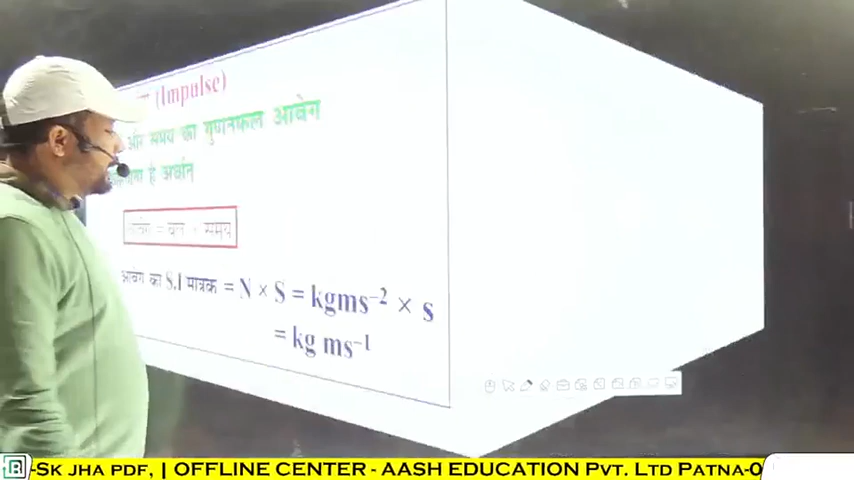 (Impulse)
और समय का गुणनफल आवेग
है अर्थात्
आवेग = बल × समय
आवेग का S.I मात्रक = N × S = kgms⁻² × s
= kg ms⁻¹
-SK JHA PDF, | OFFLINE CENTER - AASH EDUCATION PVT. LTD PATNA-0